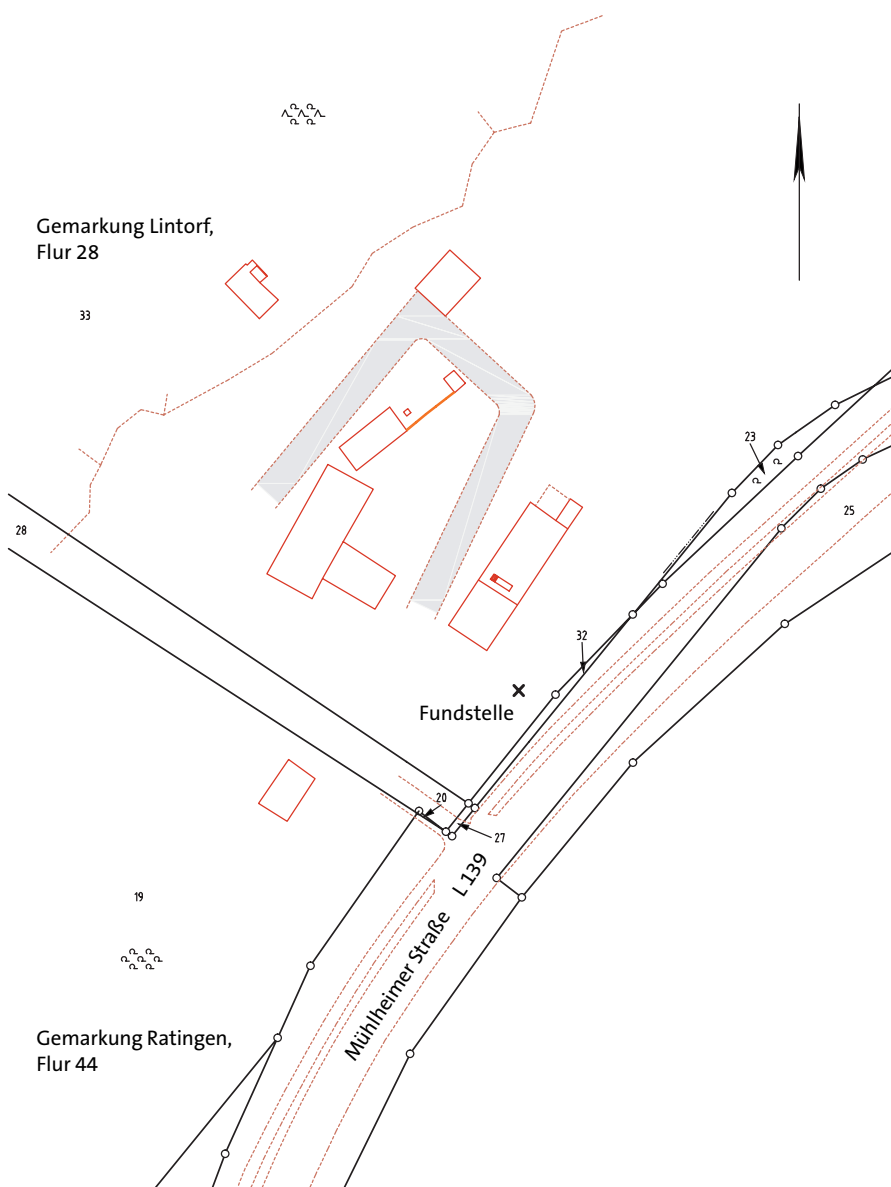 Gemarkung Lintorf,
Flur 28
33
23
25
28
32
Fundstelle
20
27
L 139
19
Mühlheimer Straße
Gemarkung Ratingen,
Flur 44